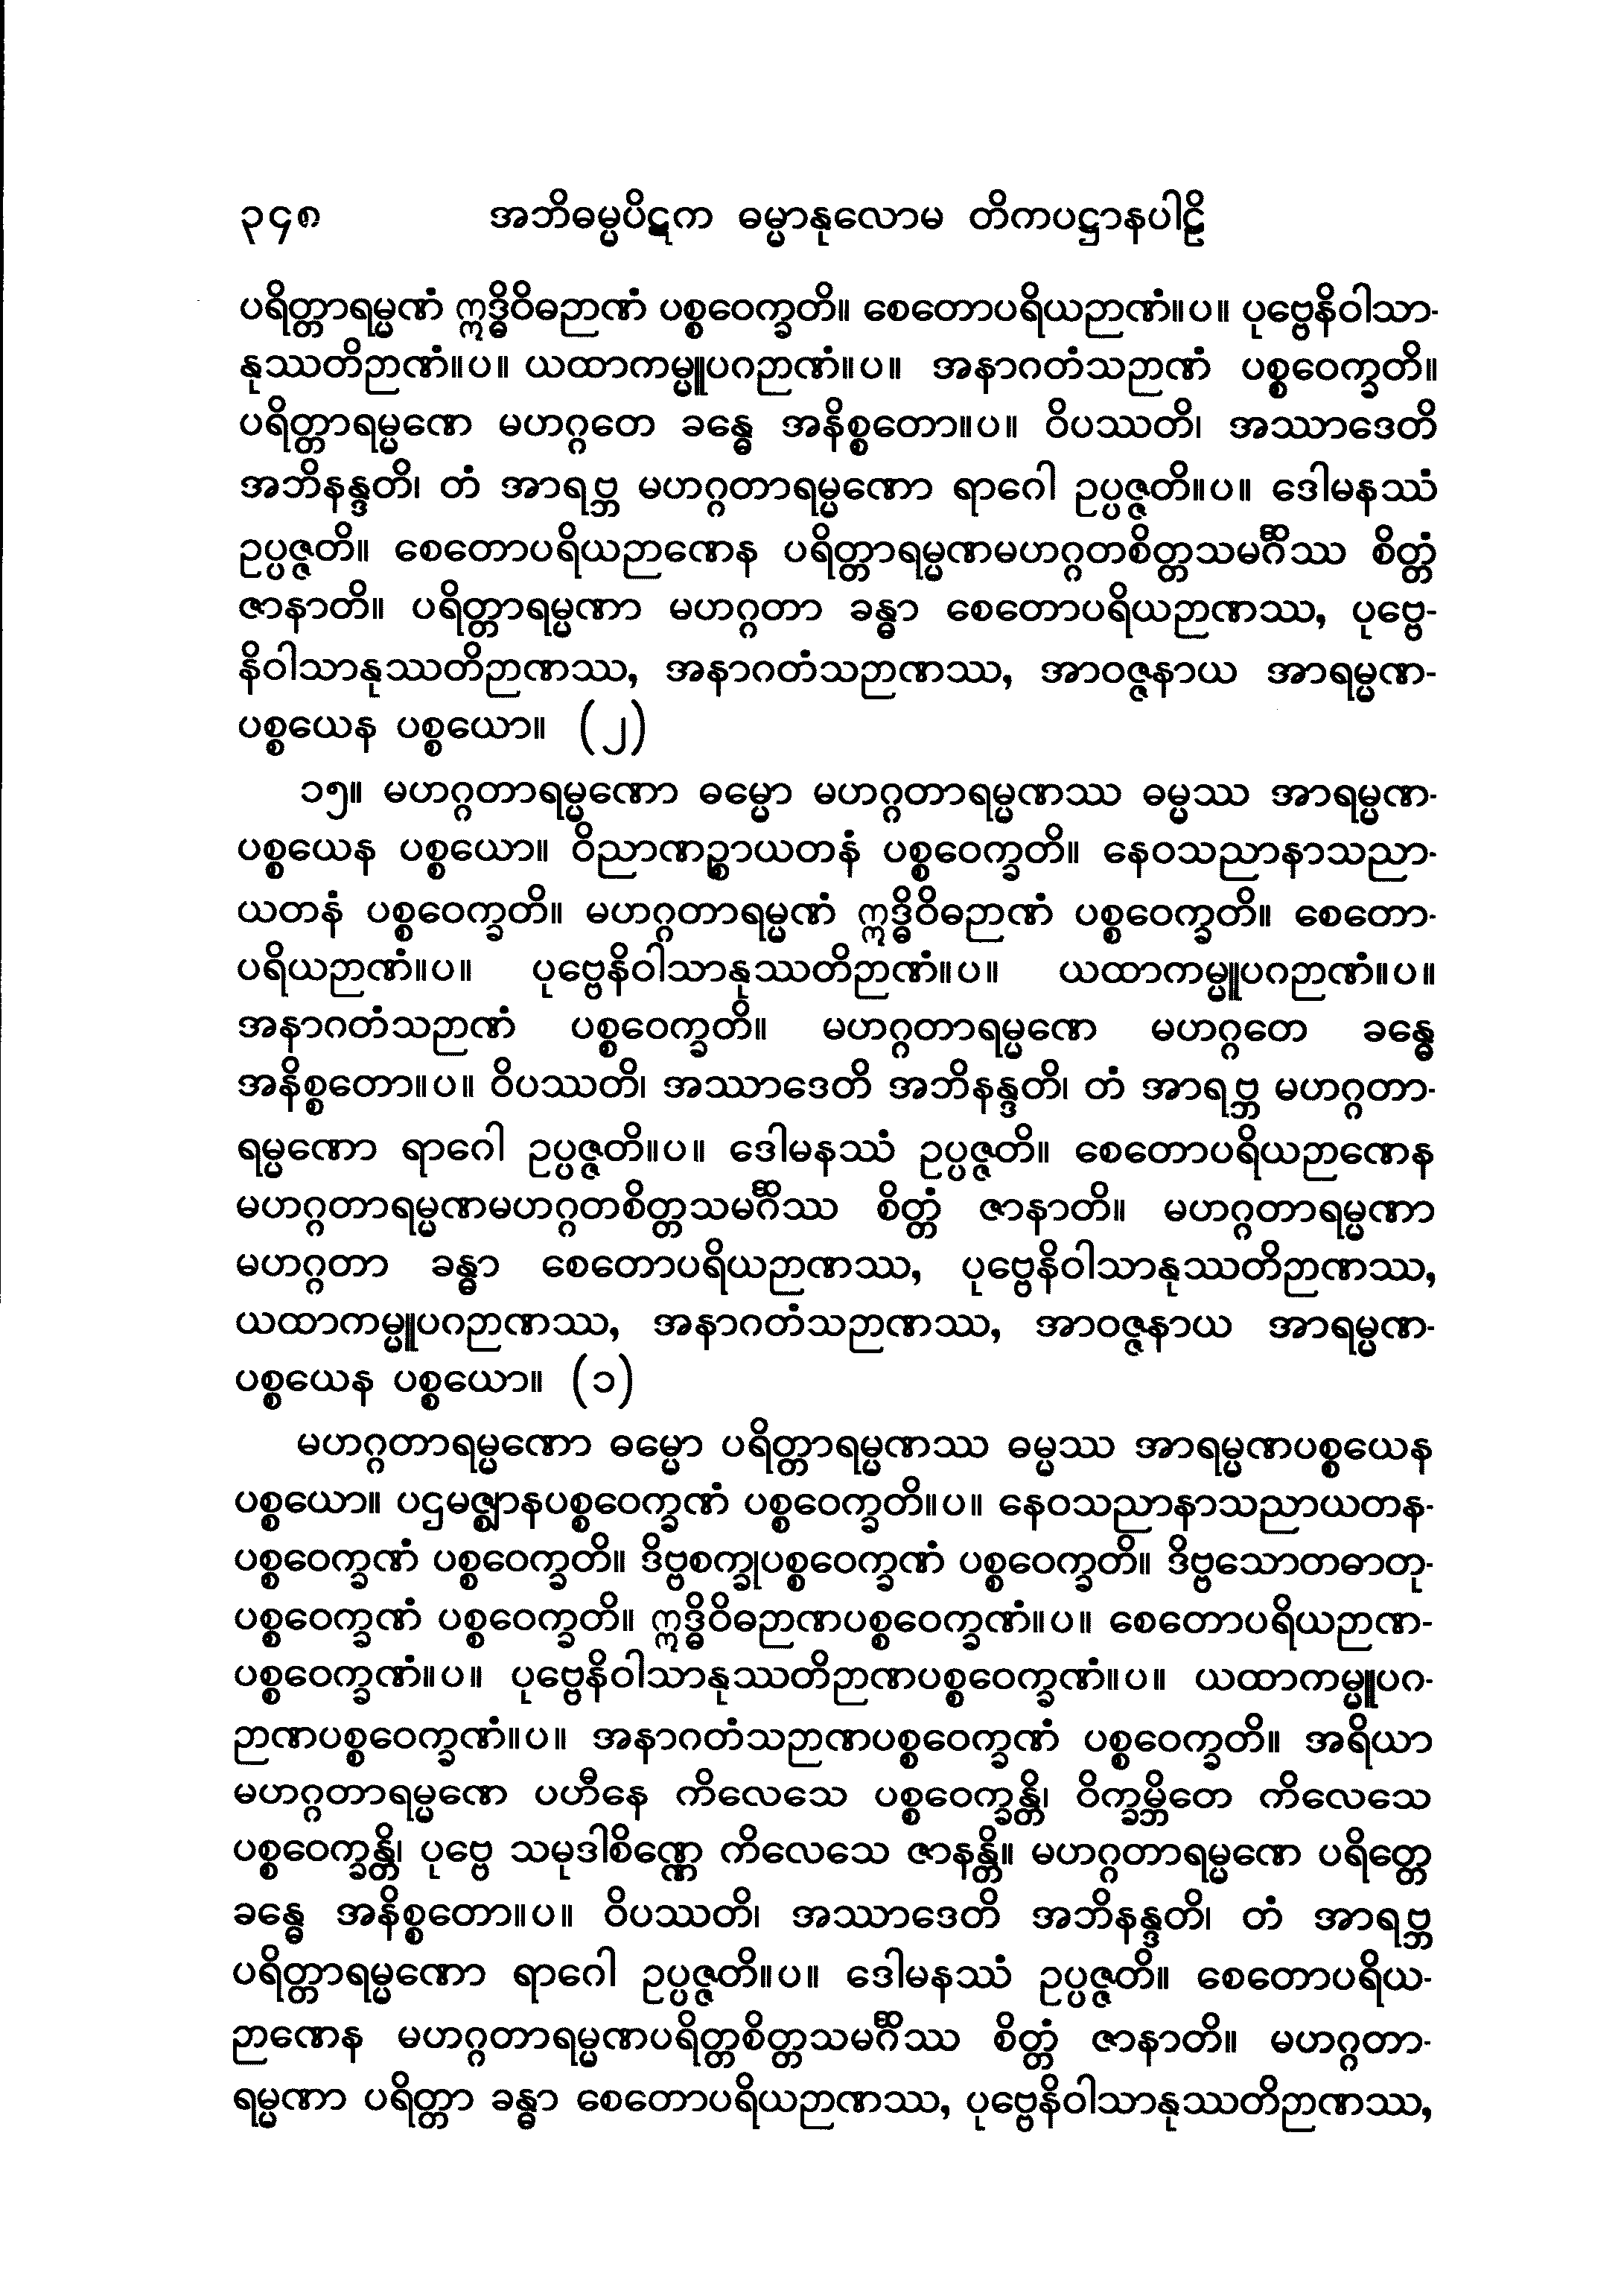 ၃၄၈ အဘိဓမ္မပိဋက ဓမ္မာနုလောမ တိကပဋ္ဌာနပါဠိ
ပရိတ္တာရမ္မဏံ ဣဒ္ဓိဝိဓဉာဏံ ပစ္စဝေက္ခတိ။ စေတောပရိယဉာဏံ။ပ။ ပုဗ္ဗေနိဝါသာ-
နုဿတိဉာဏံ။ပ။ ယထာကမ္မူပဂဉာဏံ။ပ။ အနာဂတံသဉာဏံ ပစ္စဝေက္ခတိ။
ပရိတ္တာရမ္မဏေ မဟဂ္ဂတေ ခန္ဓေ အနိစ္စတော။ပ။ ဝိပဿတိ၊ အဿာဒေတိ
အဘိနန္ဒတိ၊ တံ အာရဗ္ဘ မဟဂ္ဂတာရမ္မဏော ရာဂေါ ဥပ္ပဇ္ဇတိ။ပ။ ဒေါမနဿံ
ဥပ္ပဇ္ဇတိ။ စေတောပရိယဉာဏေန ပရိတ္တာရမ္မဏမဟဂ္ဂတစိတ္တသမင်္ဂိဿ စိတ္တံ
ဇာနာတိ။ ပရိတ္တာရမ္မဏာ မဟဂ္ဂတာ ခန္ဓာ စေတောပရိယဉာဏဿ, ပုဗ္ဗေ-
နိဝါသာနုဿတိဉာဏဿ, အနာဂတံသဉာဏဿ, အာဝဇ္ဇနာယ အာရမ္မဏ-
ပစ္စယေန ပစ္စယော။ (၂)
၁၅။ မဟဂ္ဂတာရမ္မဏော ဓမ္မော မဟဂ္ဂတာရမ္မဏဿ ဓမ္မဿ အာရမ္မဏ-
ပစ္စယေန ပစ္စယော။ ဝိညာဏဉ္စာယတနံ ပစ္စဝေက္ခတိ။ နေဝသညာနာသညာ-
ယတနံ ပစ္စဝေက္ခတိ။ မဟဂ္ဂတာရမ္မဏံ ဣဒ္ဓိဝိဓဉာဏံ ပစ္စဝေက္ခတိ။ စေတော-
ပရိယဉာဏံ။ပ။ ပုဗ္ဗေနိဝါသာနုဿတိဉာဏံ။ပ။ ယထာကမ္မူပဂဉာဏံ။ပ။
အနာဂတံသဉာဏံ ပစ္စဝေက္ခတိ။ မဟဂ္ဂတာရမ္မဏေ မဟဂ္ဂတေ ခန္ဓေ
အနိစ္စတော။ပ။ ဝိပဿတိ၊ အဿာဒေတိ အဘိနန္ဒတိ၊ တံ အာရဗ္ဘ မဟဂ္ဂတာ-
ရမ္မဏော ရာဂေါ ဥပ္ပဇ္ဇတိ။ပ။ ဒေါမနဿံ ဥပ္ပဇ္ဇတိ။ စေတောပရိယဉာဏေန
မဟဂ္ဂတာရမ္မဏမဟဂ္ဂတစိတ္တသမင်္ဂိဿ စိတ္တံ ဇာနာတိ။ မဟဂ္ဂတာရမ္မဏာ
မဟဂ္ဂတာ ခန္ဓာ စေတောပရိယဉာဏဿ, ပုဗ္ဗေနိဝါသာနုဿတိဉာဏဿ,
ယထာကမ္မူပဂဉာဏဿ, အနာဂတံသဉာဏဿ, အာဝဇ္ဇနာယ အာရမ္မဏ-
ပစ္စယေန ပစ္စယော။ (၁)
မဟဂ္ဂတာရမ္မဏော ဓမ္မော ပရိတ္တာရမ္မဏဿ ဓမ္မဿ အာရမ္မဏပစ္စယေန
ပစ္စယော။ ပဌမဇ္ဈာနပစ္စဝေက္ခဏံ ပစ္စဝေက္ခတိ။ပ။ နေဝသညာနာသညာယတန-
ပစ္စဝေက္ခဏံ ပစ္စဝေက္ခတိ။ ဒိဗ္ဗစက္ခုပစ္စဝေက္ခဏံ ပစ္စဝေက္ခတိ။ ဒိဗ္ဗသောတဓာတု-
ပစ္စဝေက္ခဏံ ပစ္စဝေက္ခတိ။ ဣဒ္ဓိဝိဓဉာဏပစ္စဝေက္ခဏံ။ပ။ စေတောပရိယဉာဏ-
ပစ္စဝေက္ခဏံ။ပ။ ပုဗ္ဗေနိဝါသာနုဿတိဉာဏပစ္စဝေက္ခဏံ။ပ။ ယထာကမ္မူပဂ-
ဉာဏပစ္စဝေက္ခဏံ။ပ။ အနာဂတံသဉာဏပစ္စဝေက္ခဏံ ပစ္စဝေက္ခတိ။ အရိယာ
မဟဂ္ဂတာရမ္မဏေ ပဟီနေ ကိလေသေ ပစ္စဝေက္ခန္တိ၊ ဝိက္ခမ္ဘိတေ ကိလေသေ
ပစ္စဝေက္ခန္တိ၊ ပုဗ္ဗေ သမုဒါစိဏ္ဏေ ကိလေသေ ဇာနန္တိ။ မဟဂ္ဂတာရမ္မဏေ ပရိတ္တေ
ခန္ဓေ အနိစ္စတော။ပ။ ဝိပဿတိ၊ အဿာဒေတိ အဘိနန္ဒတိ၊ တံ အာရဗ္ဘ
ပရိတ္တာရမ္မဏော ရာဂေါ ဥပ္ပဇ္ဇတိ။ပ။ ဒေါမနဿံ ဥပ္ပဇ္ဇတိ။ စေတောပရိယ-
ဉာဏေန မဟဂ္ဂတာရမ္မဏပရိတ္တစိတ္တသမင်္ဂိဿ စိတ္တံ ဇာနာတိ။ မဟဂ္ဂတာ-
ရမ္မဏာ ပရိတ္တာ ခန္ဓာ စေတောပရိယဉာဏဿ, ပုဗ္ဗေနိဝါသာနုဿတိဉာဏဿ,